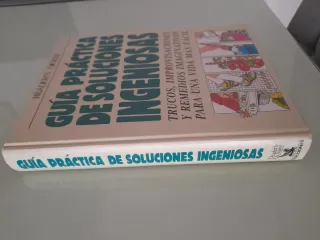 GUÍA PRÁCTICA
DE SOLUCIONES
INGENIOSAS
TRUCOS, IMPROVISACIONES
Y REMEDIOS IMAGINATIVOS
PARA UNA VIDA MÁS FÁCIL
GUÍA PRÁCTICA DE SOLUCIONES INGENIOSAS